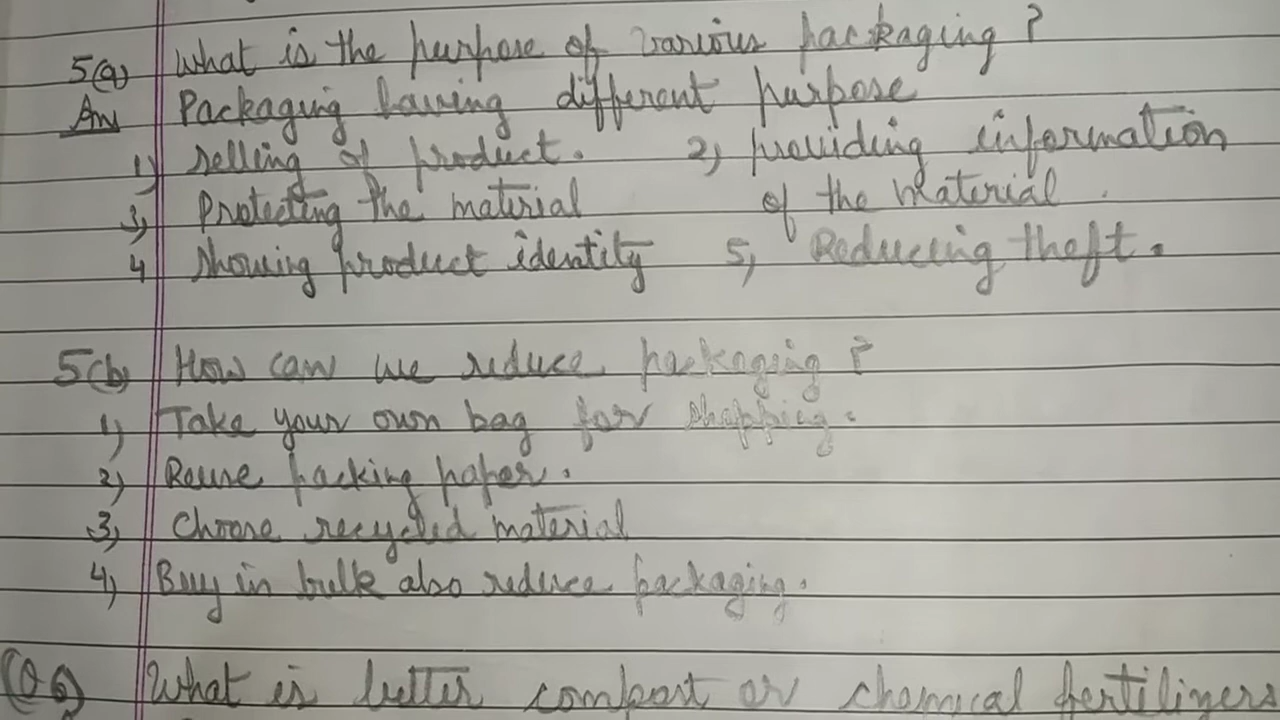 5(a) What is the purpose of various packaging ?
Ans Packaging having different purpose
1) selling of product. 2) providing information
3) Protecting the material of the material.
4 showing product identity 5, Reducing theft.
5(b) How can we reduce packaging ?
1) Take your own bag for shopping.
2) Reuse packing paper.
3) Choose recycled material
4) Buy in bulk also reduce packaging.
(Q6) What is better compost or chemical fertilizers